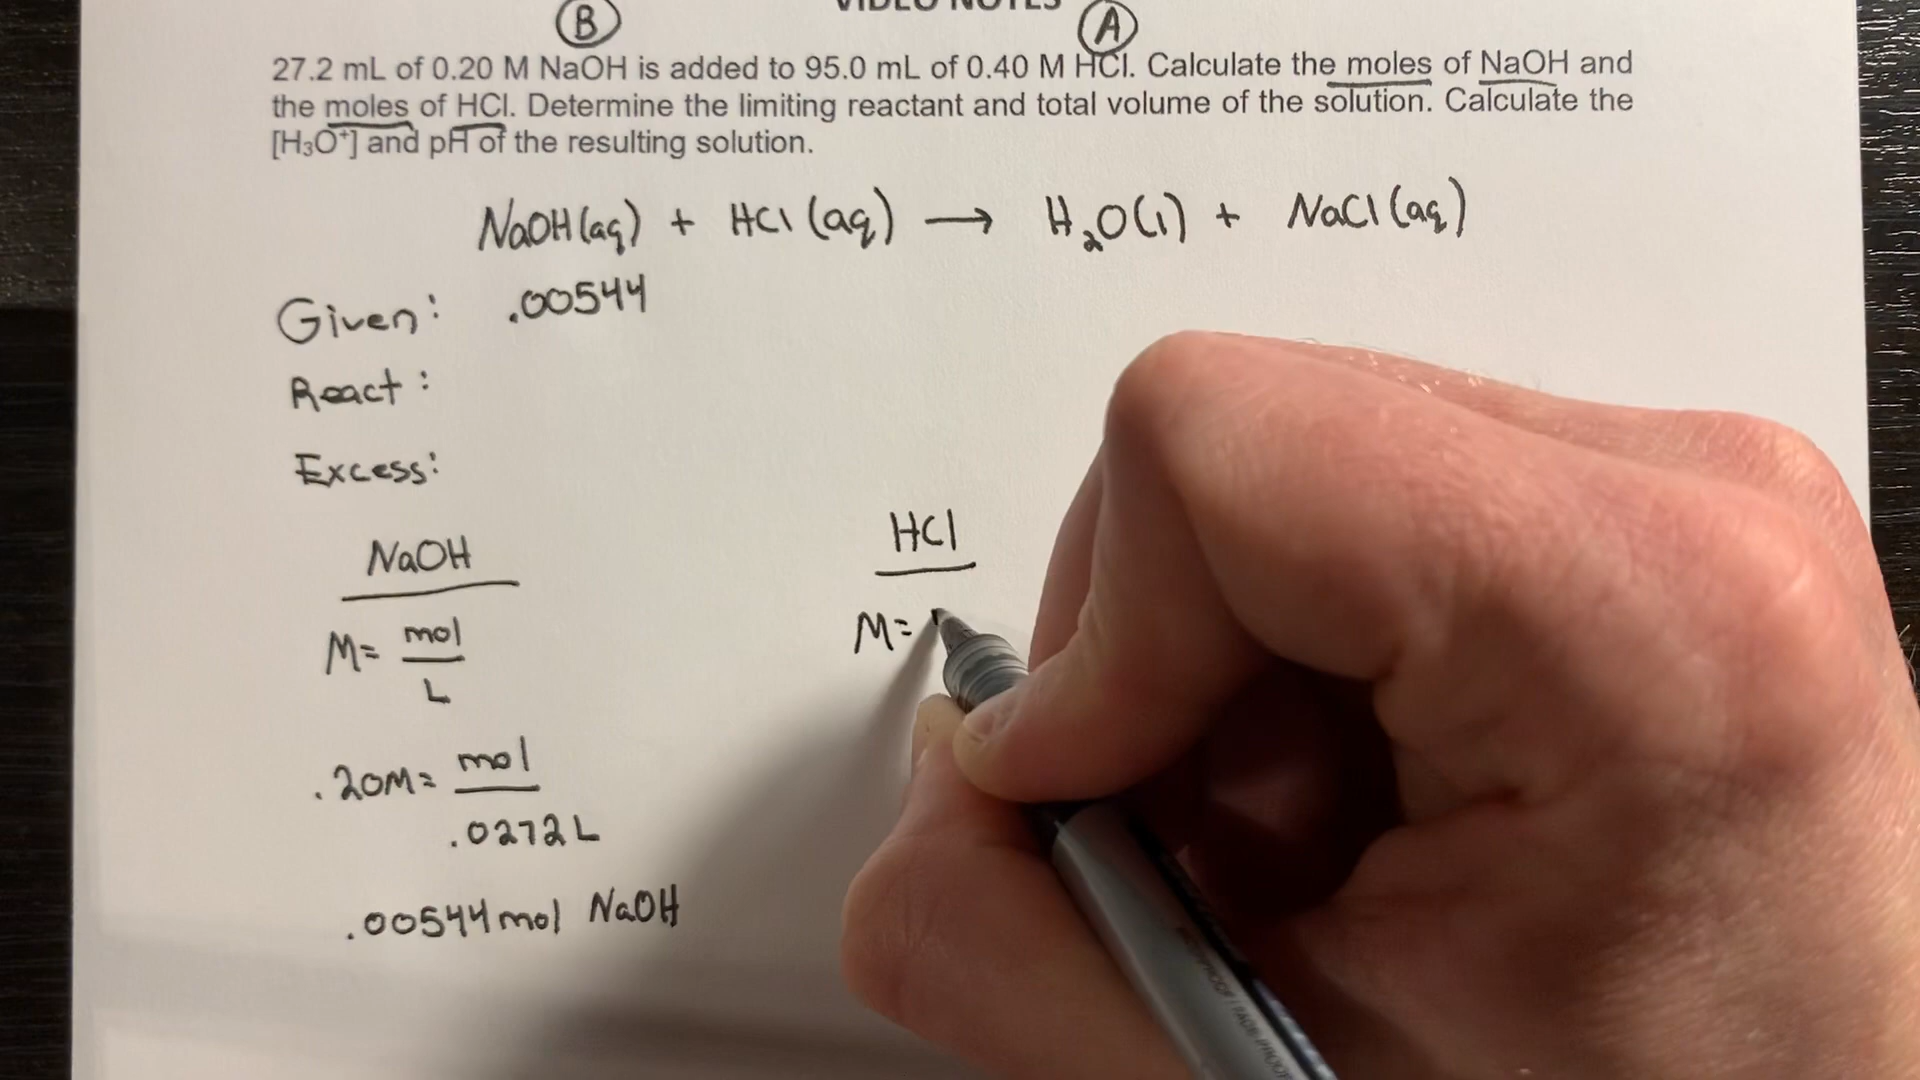 VIDEO NOTES
B A
27.2 mL of 0.20 M NaOH is added to 95.0 mL of 0.40 M HCl. Calculate the moles of NaOH and
the moles of HCl. Determine the limiting reactant and total volume of the solution. Calculate the
[H₃O⁺] and pH of the resulting solution.
NaOH(aq) + HCl(aq) → H₂O(l) + NaCl(aq)
Given: .00544
React:
Excess:
NaOH
M= mol
L
.20M= mol
.0272L
.00544mol NaOH
HCl
M=